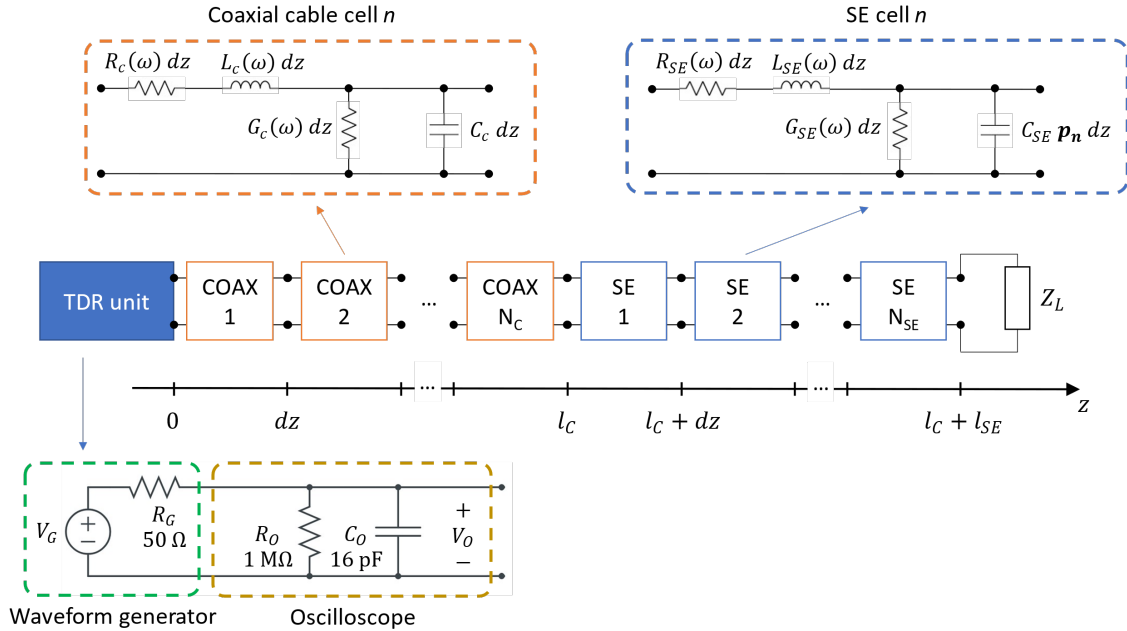 Coaxial cable cell n
SE cell n
R_c(ω) dz
L_c(ω) dz
G_c(ω) dz
C_c dz
R_SE(ω) dz
L_SE(ω) dz
G_SE(ω) dz
C_SE p_n dz
TDR unit
COAX
1
COAX
2
...
COAX
N_C
SE
1
SE
2
...
SE
N_SE
Z_L
...
...
0
dz
l_C
l_C + dz
l_C + l_SE
z
V_G
R_G
50 Ω
R_O
1 MΩ
C_O
16 pF
+
V_O
−
Waveform generator
Oscilloscope